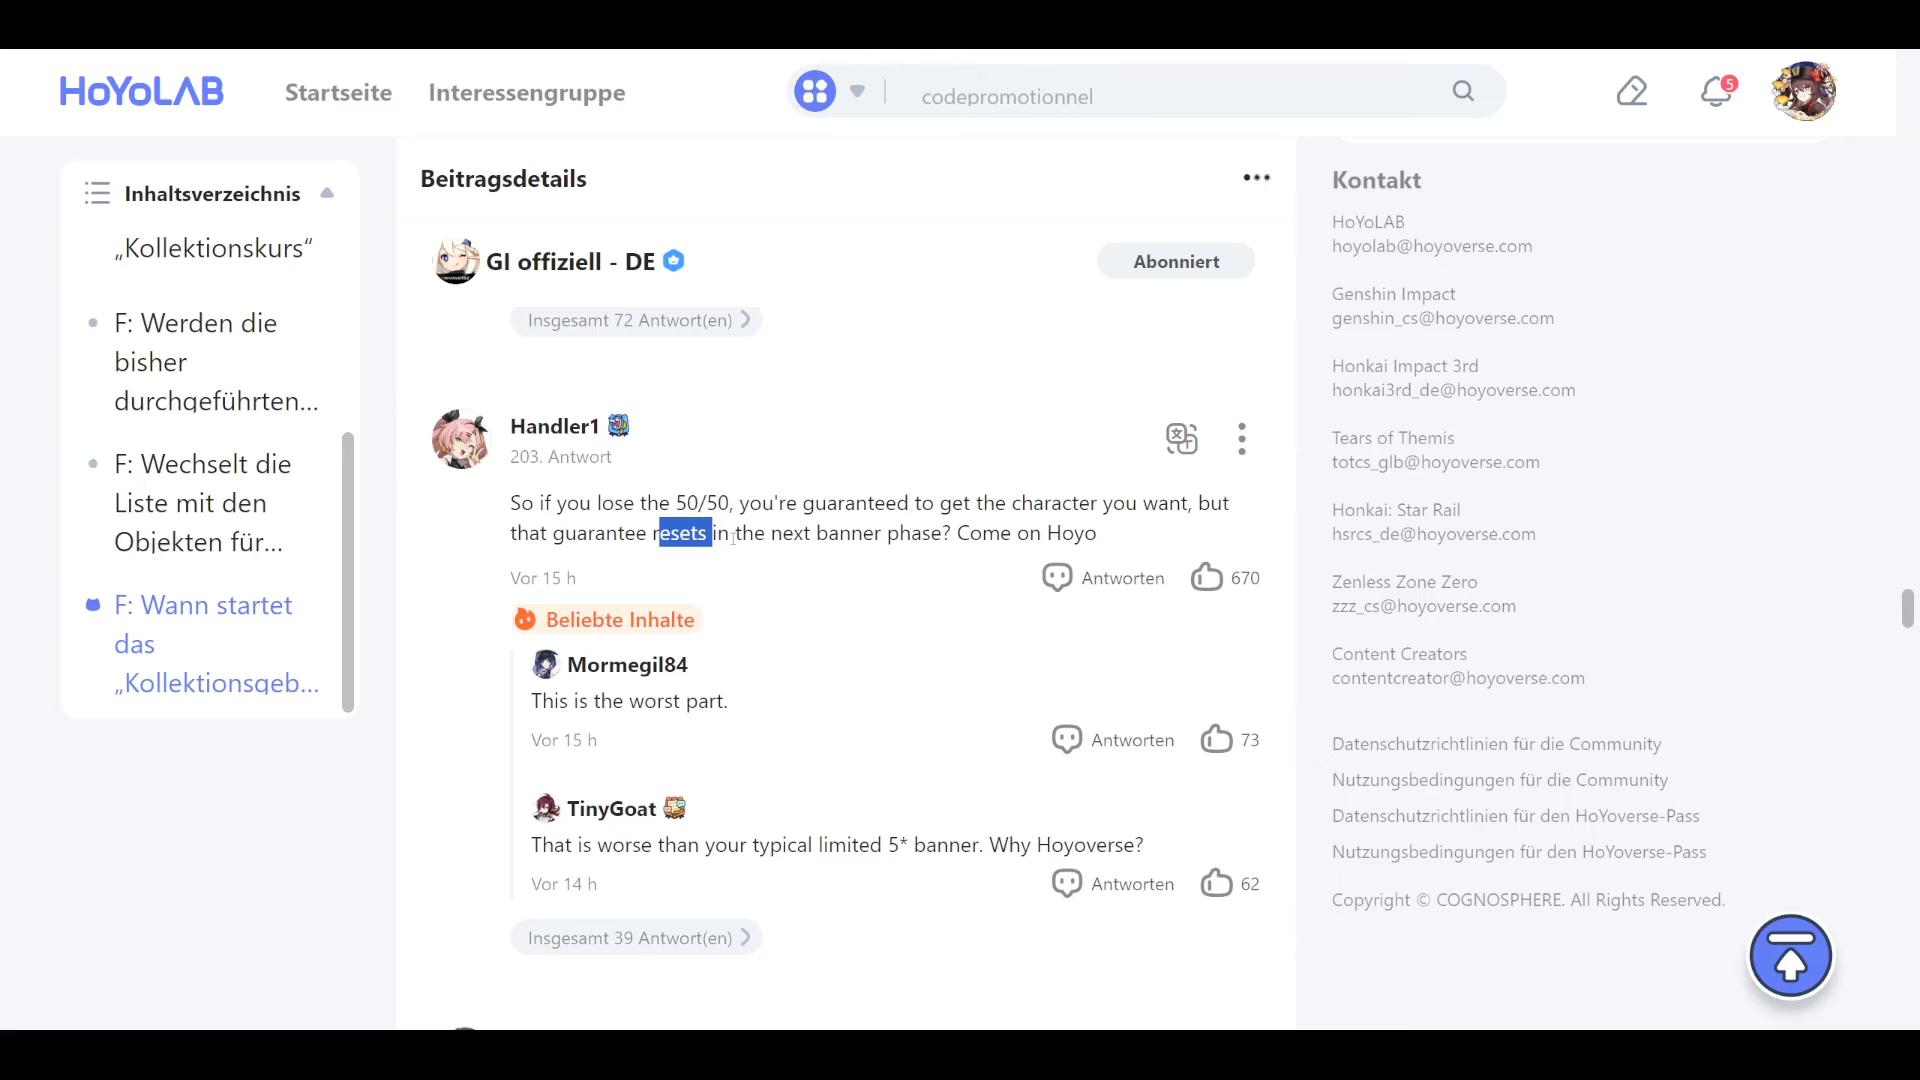 HoYoLAB
Startseite
Interessengruppe
codepromotionnel
5
Inhaltsverzeichnis
„Kollektionskurs“
F: Werden die
bisher
durchgeführten...
F: Wechselt die
Liste mit den
Objekten für...
F: Wann startet
das
„Kollektionsgeb...
Beitragsdetails
GI offiziell - DE
Abonniert
Insgesamt 72 Antwort(en)
Handler1
203. Antwort
So if you lose the 50/50, you're guaranteed to get the character you want, but
that guarantee resets in the next banner phase? Come on Hoyo
Vor 15 h
Antworten
670
Beliebte Inhalte
Mormegil84
This is the worst part.
Vor 15 h
Antworten
73
TinyGoat
That is worse than your typical limited 5* banner. Why Hoyoverse?
Vor 14 h
Antworten
62
Insgesamt 39 Antwort(en)
Kontakt
HoYoLAB
hoyolab@hoyoverse.com
Genshin Impact
genshin_cs@hoyoverse.com
Honkai Impact 3rd
honkai3rd_de@hoyoverse.com
Tears of Themis
totcs_glb@hoyoverse.com
Honkai: Star Rail
hsrcs_de@hoyoverse.com
Zenless Zone Zero
zzz_cs@hoyoverse.com
Content Creators
contentcreator@hoyoverse.com
Datenschutzrichtlinien für die Community
Nutzungsbedingungen für die Community
Datenschutzrichtlinien für den HoYoverse-Pass
Nutzungsbedingungen für den HoYoverse-Pass
Copyright © COGNOSPHERE. All Rights Reserved.